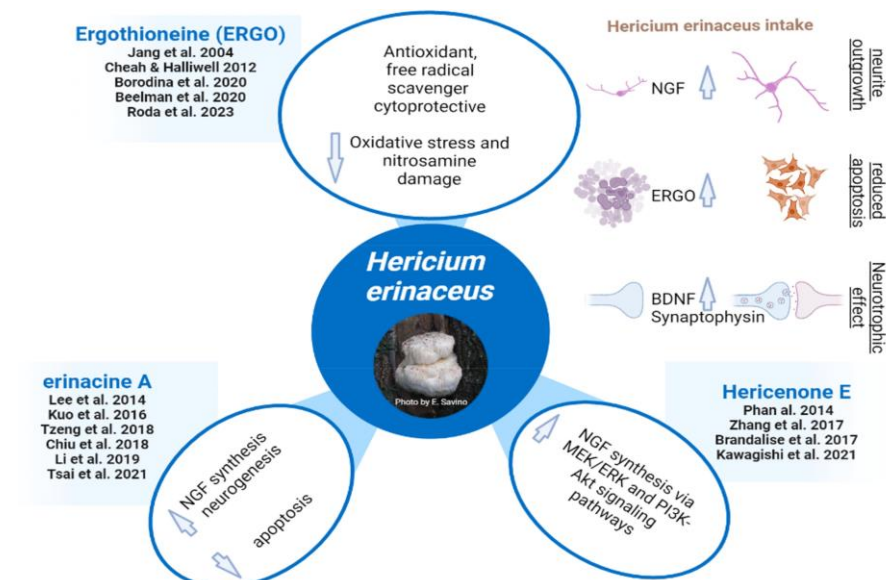 Ergothioneine (ERGO)
Jang et al. 2004
Cheah & Halliwell 2012
Borodina et al. 2020
Beelman et al. 2020
Roda et al. 2023
Antioxidant,
free radical
scavenger
cytoprotective
Oxidative stress and
nitrosamine
damage
Hericium erinaceus intake
NGF
neurite
outgrowth
ERGO
reduced
apoptosis
BDNF
Synaptophysin
Neurotrophic
effect
Hericium
erinaceus
Photo by E. Savino
erinacine A
Lee et al. 2014
Kuo et al. 2016
Tzeng et al. 2018
Chiu et al. 2018
Li et al. 2019
Tsai et al. 2021
NGF synthesis
neurogenesis
apoptosis
Hericenone E
Phan al. 2014
Zhang et al. 2017
Brandalise et al. 2017
Kawagishi et al. 2021
NGF synthesis via
MEK/ERK and PI3K-
Akt signaling
pathways